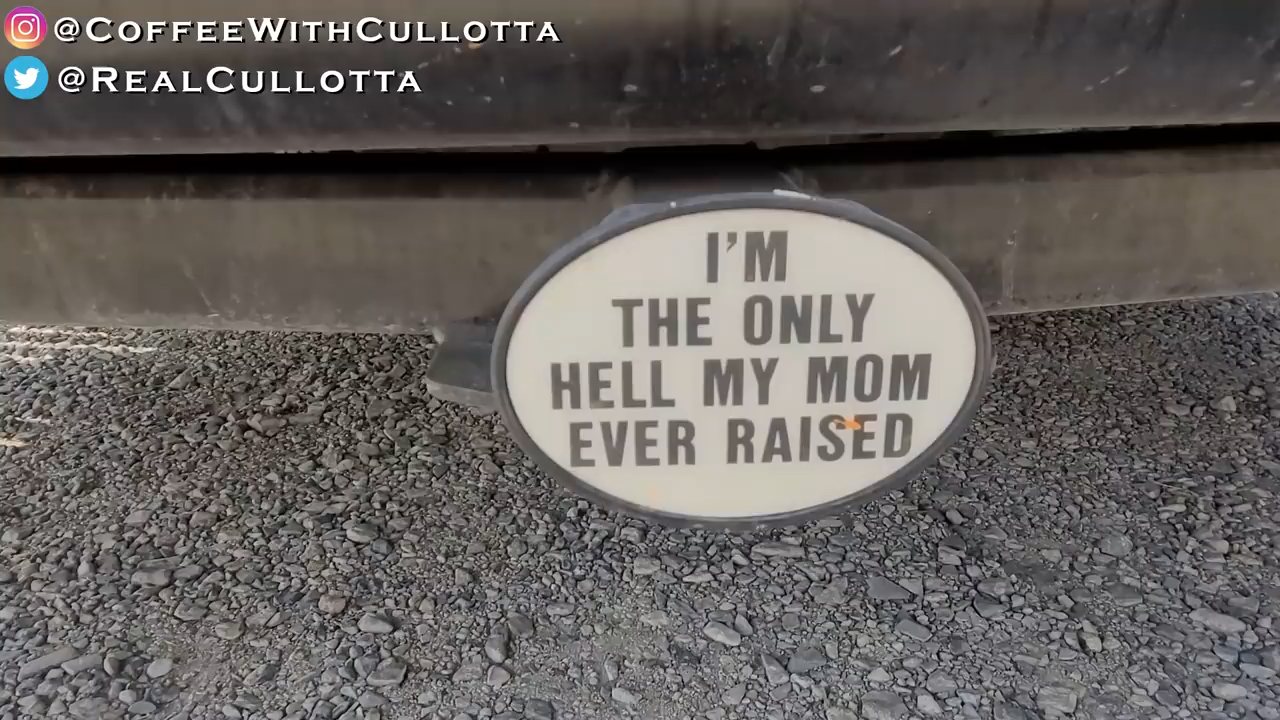 @CoffeeWithCullotta
@RealCullotta
I'M
THE ONLY
HELL MY MOM
EVER RAISED